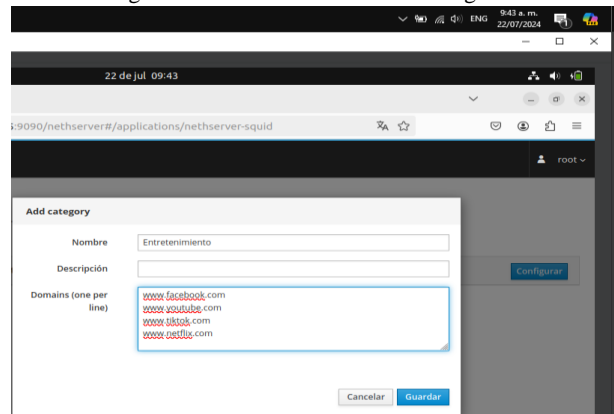 ENG
9:43 a. m.
22/07/2024
22 de jul 09:43
:9090/nethserver#/applications/nethserver-squid
root
Add category
Nombre
Entretenimiento
Descripción
Configurar
Domains (one per
line)
www.facebook.com
www.youtube.com
www.tiktok.com
www.netflix.com
Cancelar
Guardar